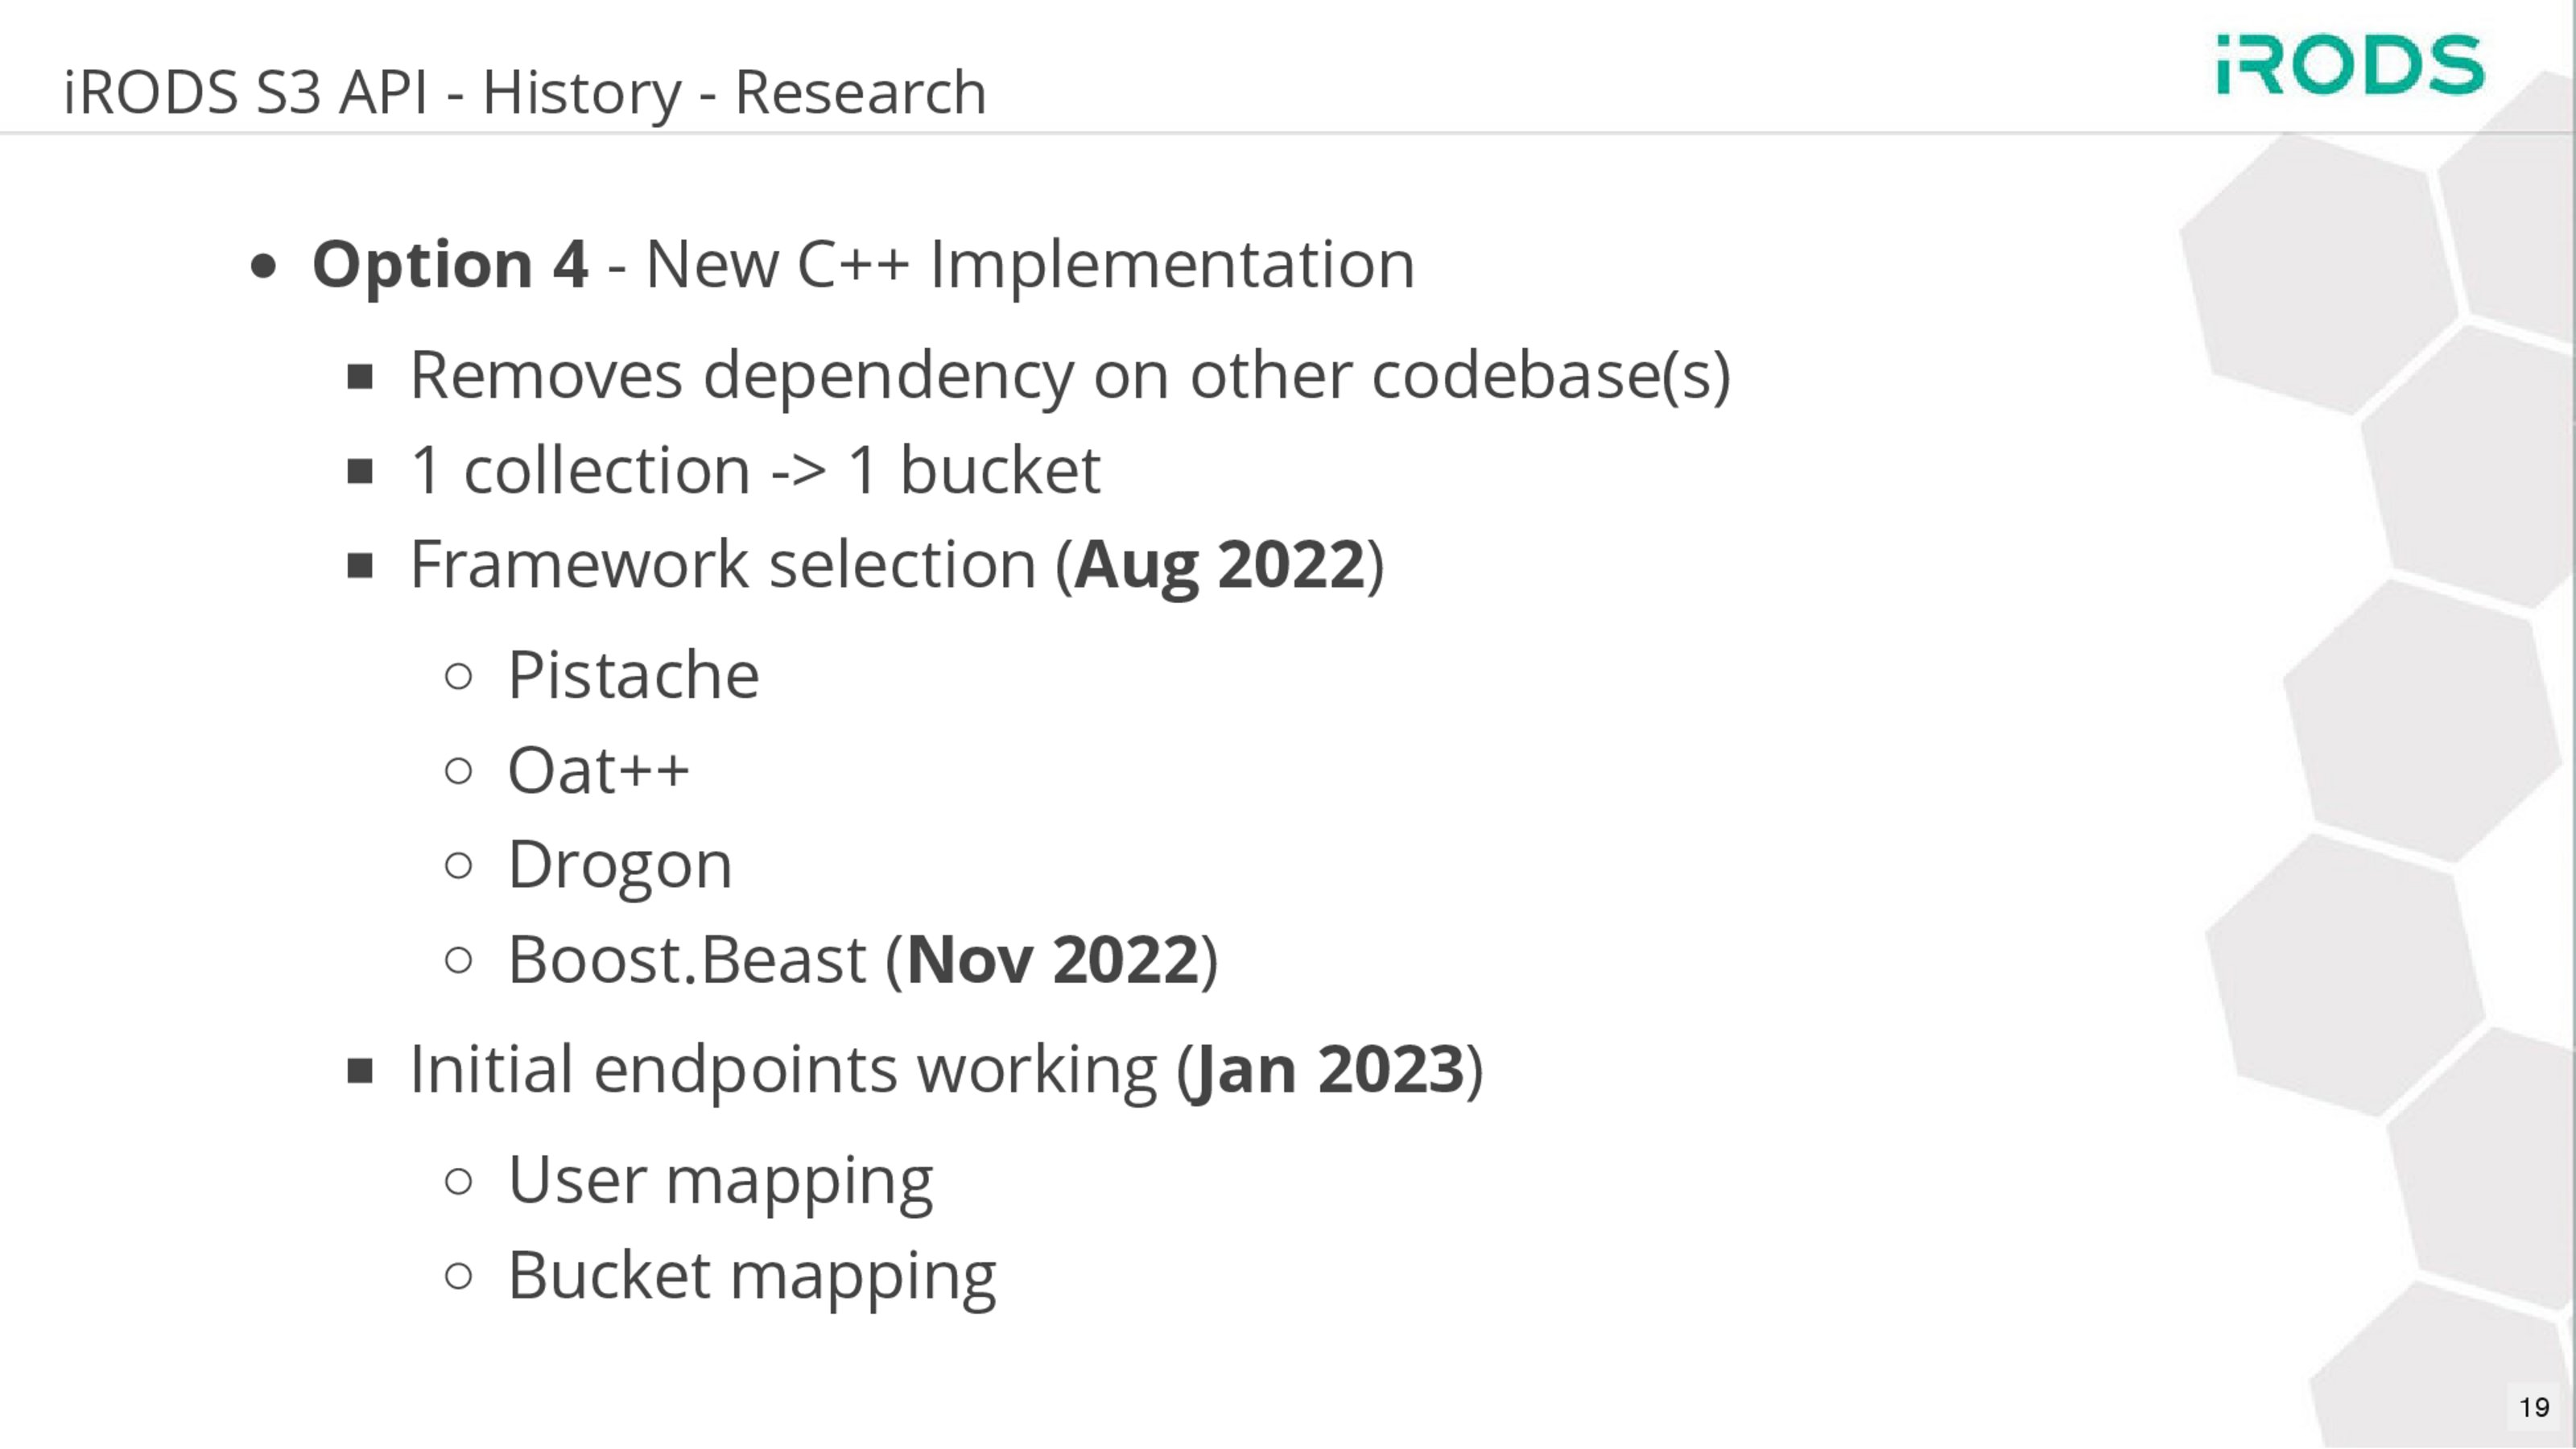 iRODS S3 API - History - Research
iRODS
• Option 4 - New C++ Implementation
▪ Removes dependency on other codebase(s)
▪ 1 collection -> 1 bucket
▪ Framework selection (Aug 2022)
○ Pistache
○ Oat++
○ Drogon
○ Boost.Beast (Nov 2022)
▪ Initial endpoints working (Jan 2023)
○ User mapping
○ Bucket mapping
19